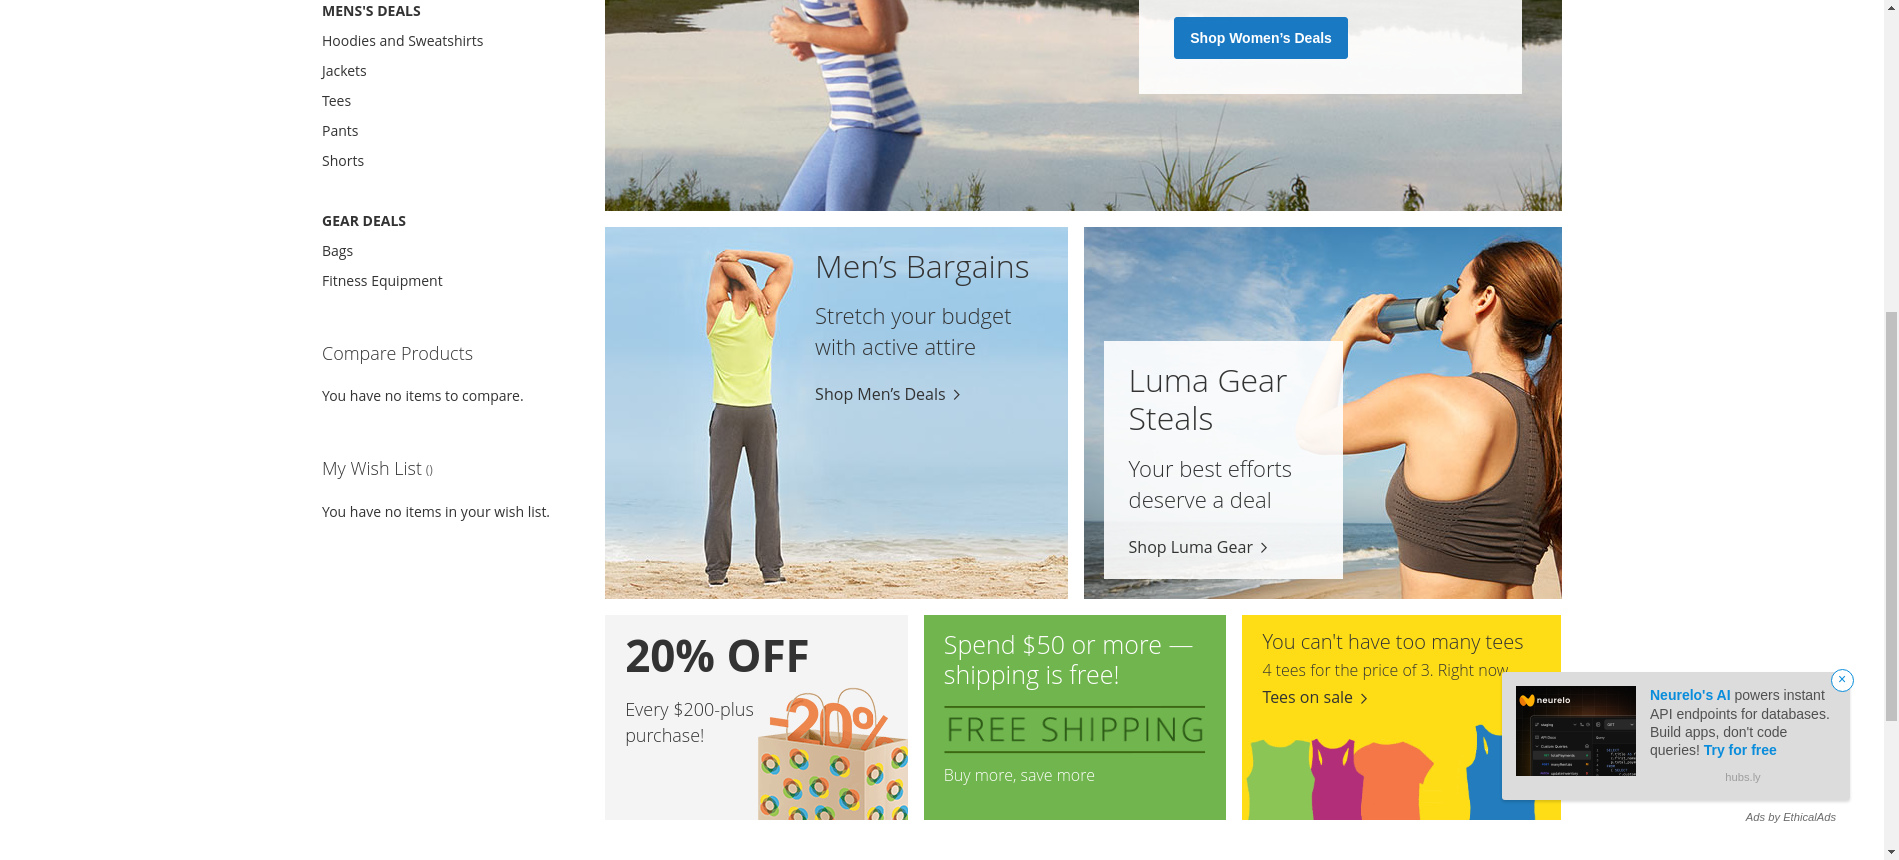 MENS'S DEALS
Hoodies and Sweatshirts
Jackets
Tees
Pants
Shorts
GEAR DEALS
Bags
Fitness Equipment
Compare Products
You have no items to compare.
My Wish List ()
You have no items in your wish list.
Shop Women’s Deals
Men’s Bargains
Stretch your budget
with active attire
Shop Men’s Deals
Luma Gear
Steals
Your best efforts
deserve a deal
Shop Luma Gear
20% OFF
Every $200-plus
purchase!
-20%
Spend $50 or more —
shipping is free!
FREE SHIPPING
Buy more, save more
You can't have too many tees
4 tees for the price of 3. Right now
Tees on sale
neurelo
Neurelo's AI powers instant
API endpoints for databases.
Build apps, don't code
queries! Try for free
hubs.ly
Ads by EthicalAds